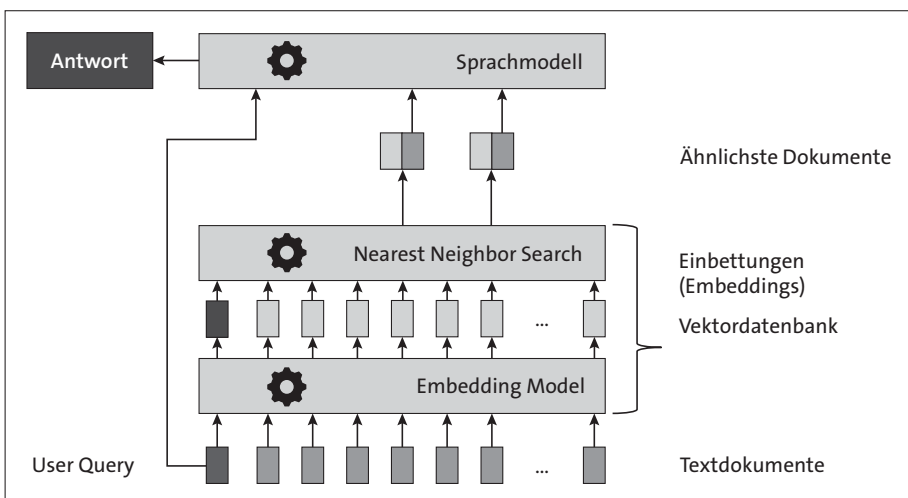 Antwort
Sprachmodell
Ähnlichste Dokumente
Nearest Neighbor Search
Einbettungen
(Embeddings)
...
Vektordatenbank
Embedding Model
User Query
...
Textdokumente